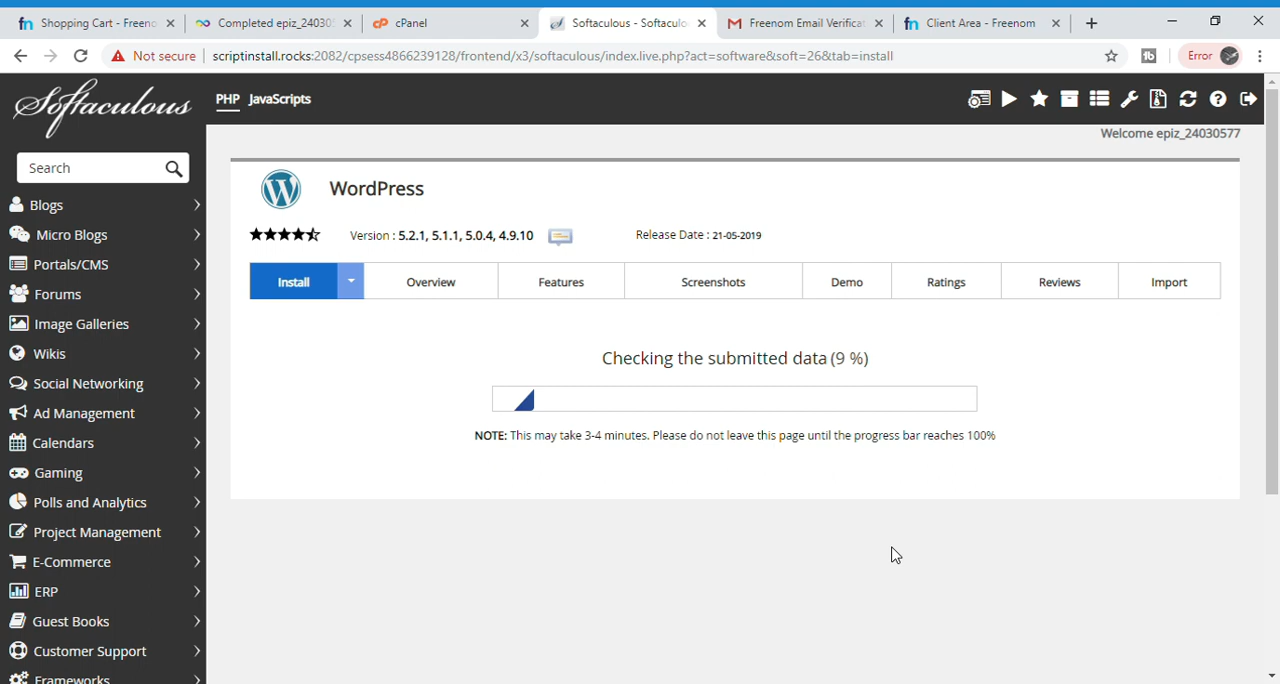 Shopping Cart - Freeno
Completed epiz_24030
cPanel
Softaculous - Softaculo
Freenom Email Verificat
Client Area - Freenom
Not secure
scriptinstall.rocks:2082/cpsess4866239128/frontend/x3/softaculous/index.live.php?act=software&soft=26&tab=install
Error
Softaculous
PHP JavaScripts
Welcome epiz_24030577
Search
Blogs
Micro Blogs
Portals/CMS
Forums
Image Galleries
Wikis
Social Networking
Ad Management
Calendars
Gaming
Polls and Analytics
Project Management
E-Commerce
ERP
Guest Books
Customer Support
Frameworks
WordPress
Version : 5.2.1, 5.1.1, 5.0.4, 4.9.10
Release Date : 21-05-2019
Install
Overview
Features
Screenshots
Demo
Ratings
Reviews
Import
Checking the submitted data (9 %)
NOTE: This may take 3-4 minutes. Please do not leave this page until the progress bar reaches 100%